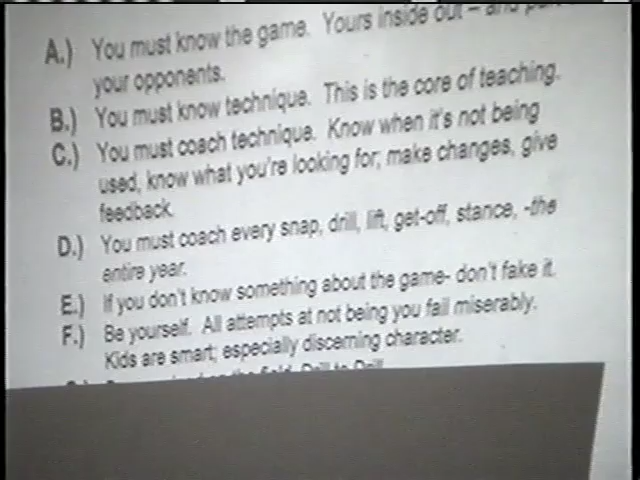 A.) You must know the game. Yours inside out – and
your opponents.
B.) You must know technique. This is the core of teaching.
C.) You must coach technique. Know when it's not being
used, know what you're looking for, make changes, give
feedback.
D.) You must coach every snap, drill, lift, get-off, stance, -the
entire year.
E.) If you don't know something about the game- don't fake it.
F.) Be yourself. All attempts at not being you fail miserably.
Kids are smart; especially discerning character.
Drill to Drill